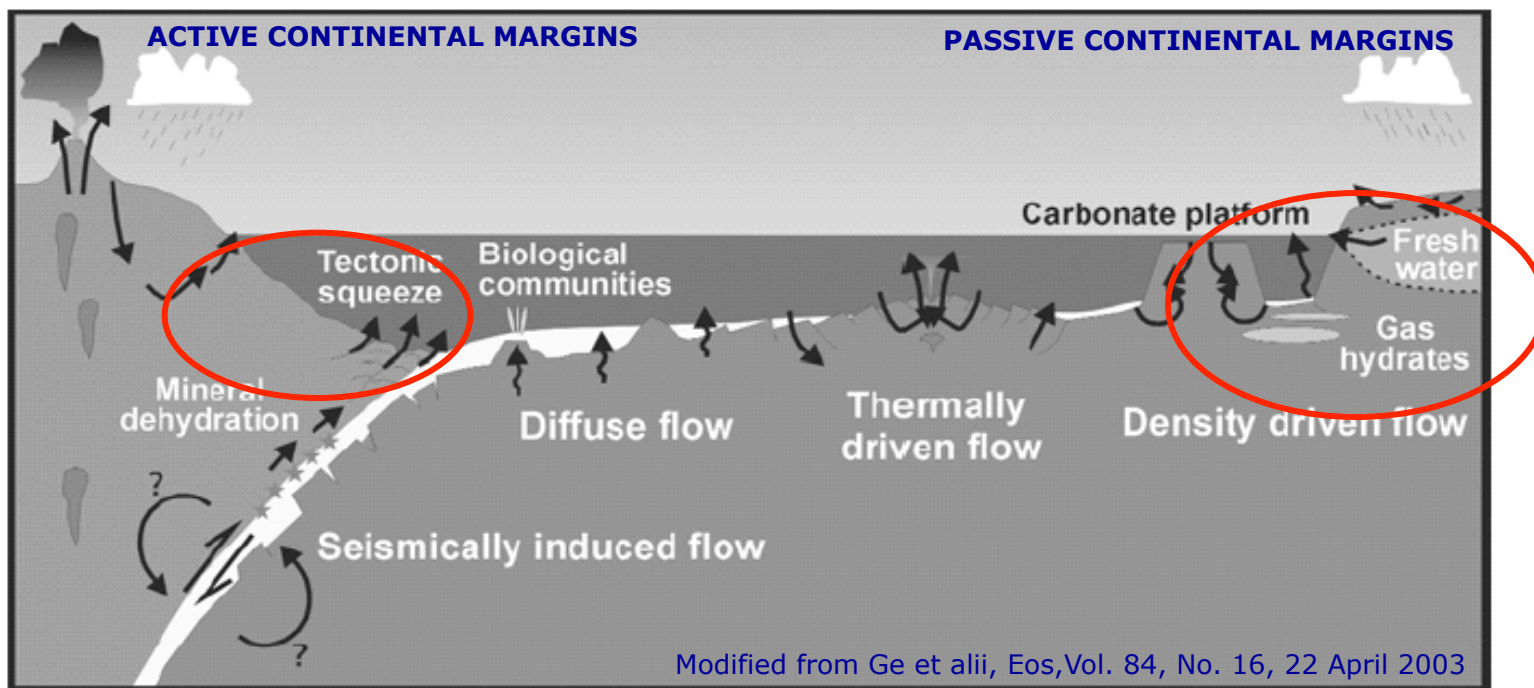 ACTIVE CONTINENTAL MARGINS
PASSIVE CONTINENTAL MARGINS
Carbonate platform
Tectonic
squeeze
Biological
communities
Fresh
water
Gas
hydrates
Mineral
dehydration
Diffuse flow
Thermally
driven flow
Density driven flow
?
Seismically induced flow
?
Modified from Ge et alii, Eos,Vol. 84, No. 16, 22 April 2003